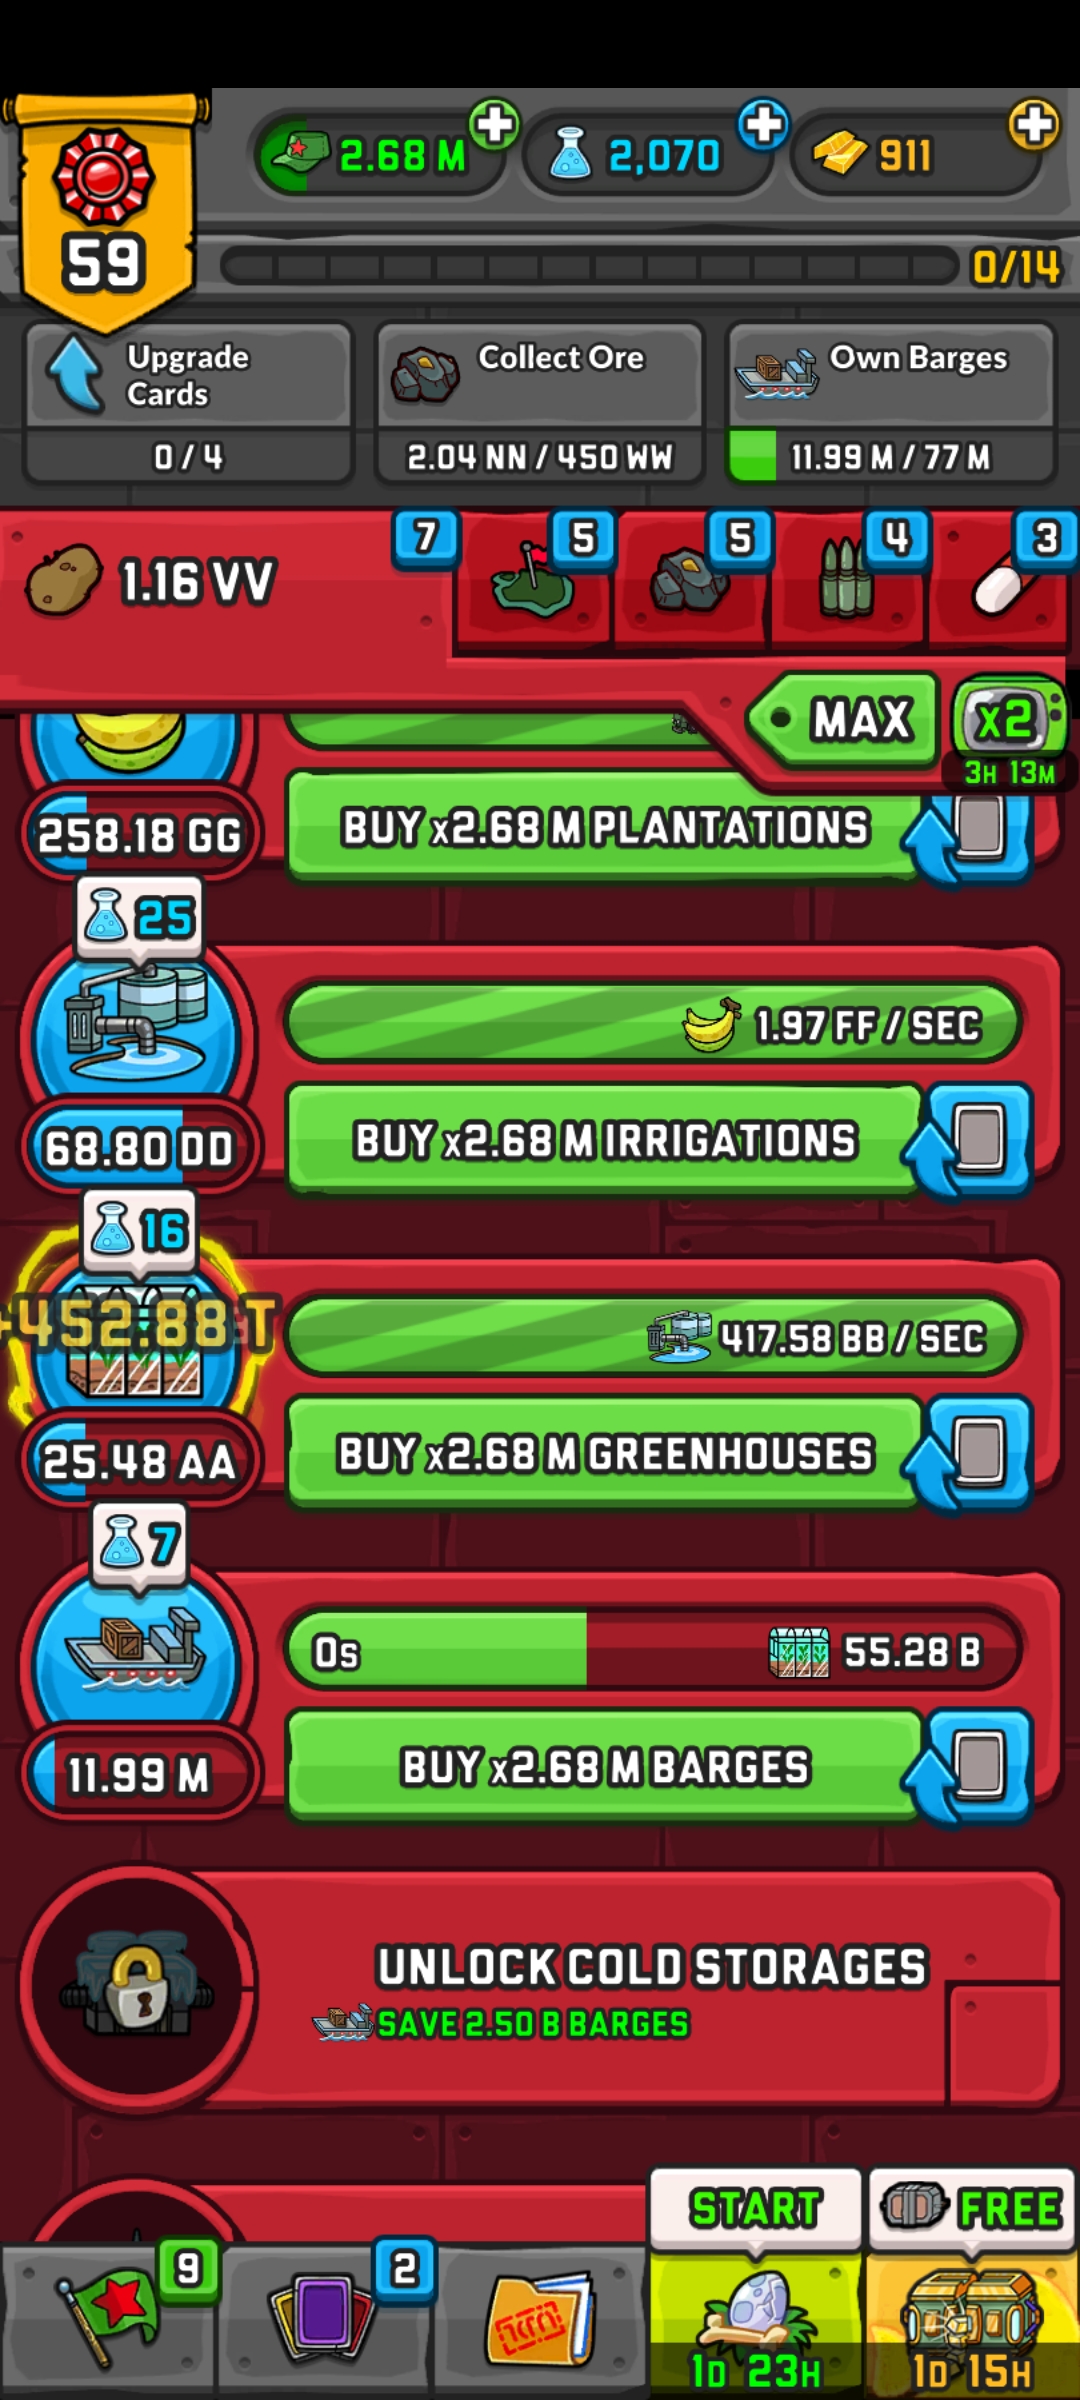 2.68 M
2,070
911
59
0/14
Upgrade
Cards
0 / 4
Collect Ore
2.04 NN / 450 WW
Own Barges
11.99 M / 77 M
1.16 VV
7
5
5
4
3
MAX
x2
3H 13M
258.18 GG
BUY x2.68 M PLANTATIONS
25
1.97 FF / SEC
68.80 DD
BUY x2.68 M IRRIGATIONS
16
+452.88 T
417.58 BB / SEC
25.48 AA
BUY x2.68 M GREENHOUSES
7
0s
55.28 B
11.99 M
BUY x2.68 M BARGES
UNLOCK COLD STORAGES
SAVE 2.50 B BARGES
START
FREE
9
2
1D 23H
1D 15H